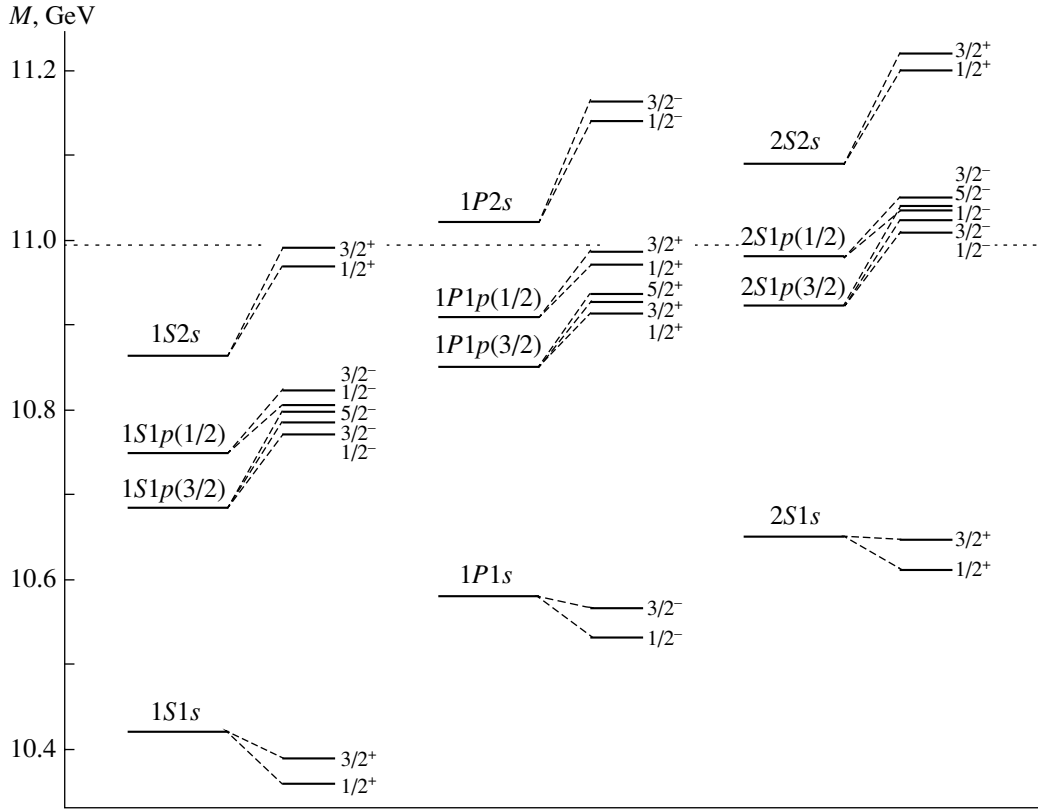 M, GeV
11.2
11.0
10.8
10.6
10.4
1S2s
3/2⁺
1/2⁺
1S1p(1/2)
3/2⁻
1/2⁻
5/2⁻
1S1p(3/2)
3/2⁻
1/2⁻
1S1s
3/2⁺
1/2⁺
1P2s
3/2⁻
1/2⁻
1P1p(1/2)
3/2⁺
1/2⁺
5/2⁺
1P1p(3/2)
3/2⁺
1/2⁺
1P1s
3/2⁻
1/2⁻
2S2s
3/2⁺
1/2⁺
3/2⁻
5/2⁻
2S1p(1/2)
1/2⁻
3/2⁻
2S1p(3/2)
1/2⁻
2S1s
3/2⁺
1/2⁺